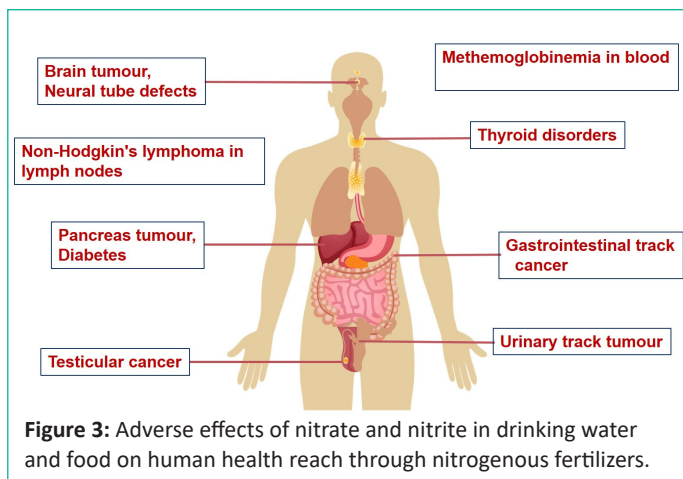 Brain tumour,
Neural tube defects
Methemoglobinemia in blood
Thyroid disorders
Non-Hodgkin's lymphoma in
lymph nodes
Pancreas tumour,
Diabetes
Gastrointestinal track
cancer
Urinary track tumour
Testicular cancer
Figure 3: Adverse effects of nitrate and nitrite in drinking water
and food on human health reach through nitrogenous fertilizers.